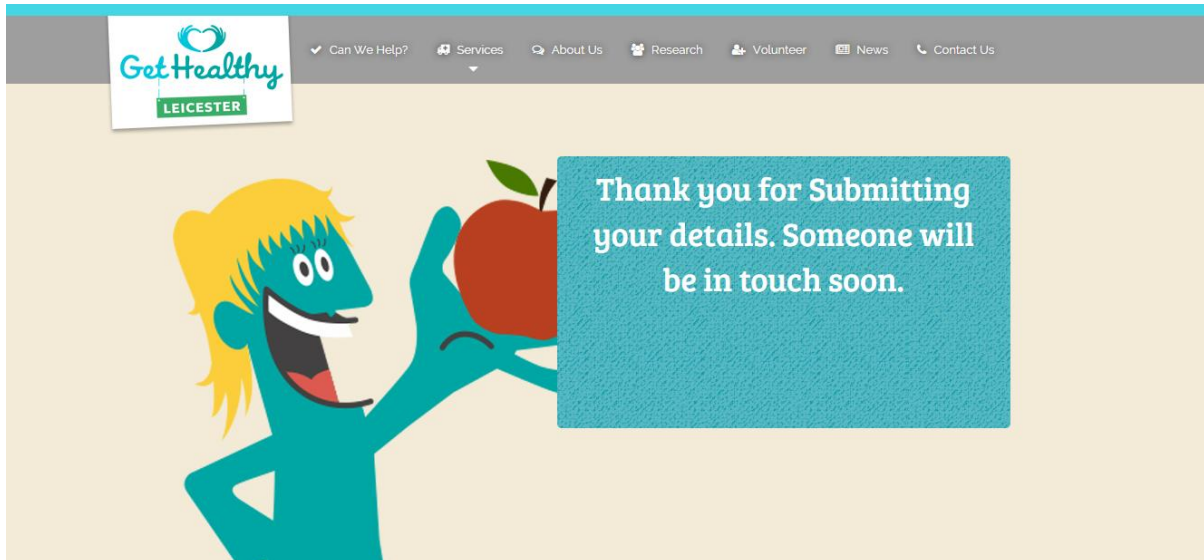 Get Healthy
LEICESTER
Can We Help? Services About Us Research Volunteer News Contact Us
Thank you for Submitting
your details. Someone will
be in touch soon.